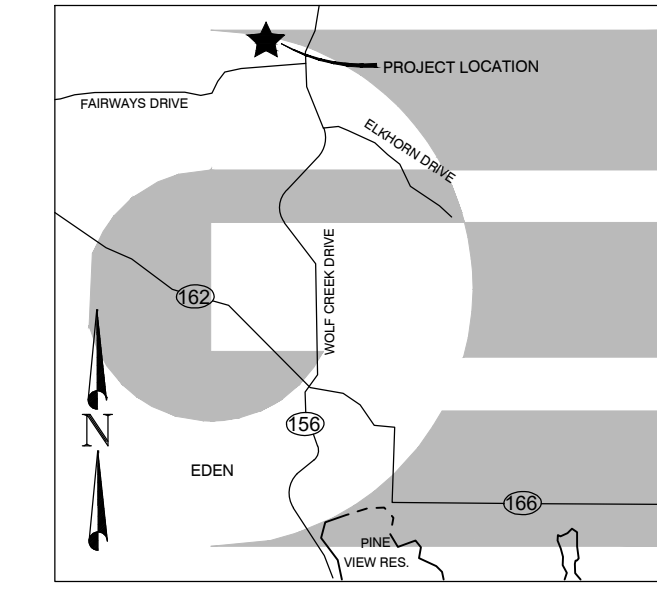 PROJECT LOCATION
FAIRWAYS DRIVE
ELKHORN DRIVE
WOLF CREEK DRIVE
162
N
156
EDEN
166
PINE
VIEW RES.